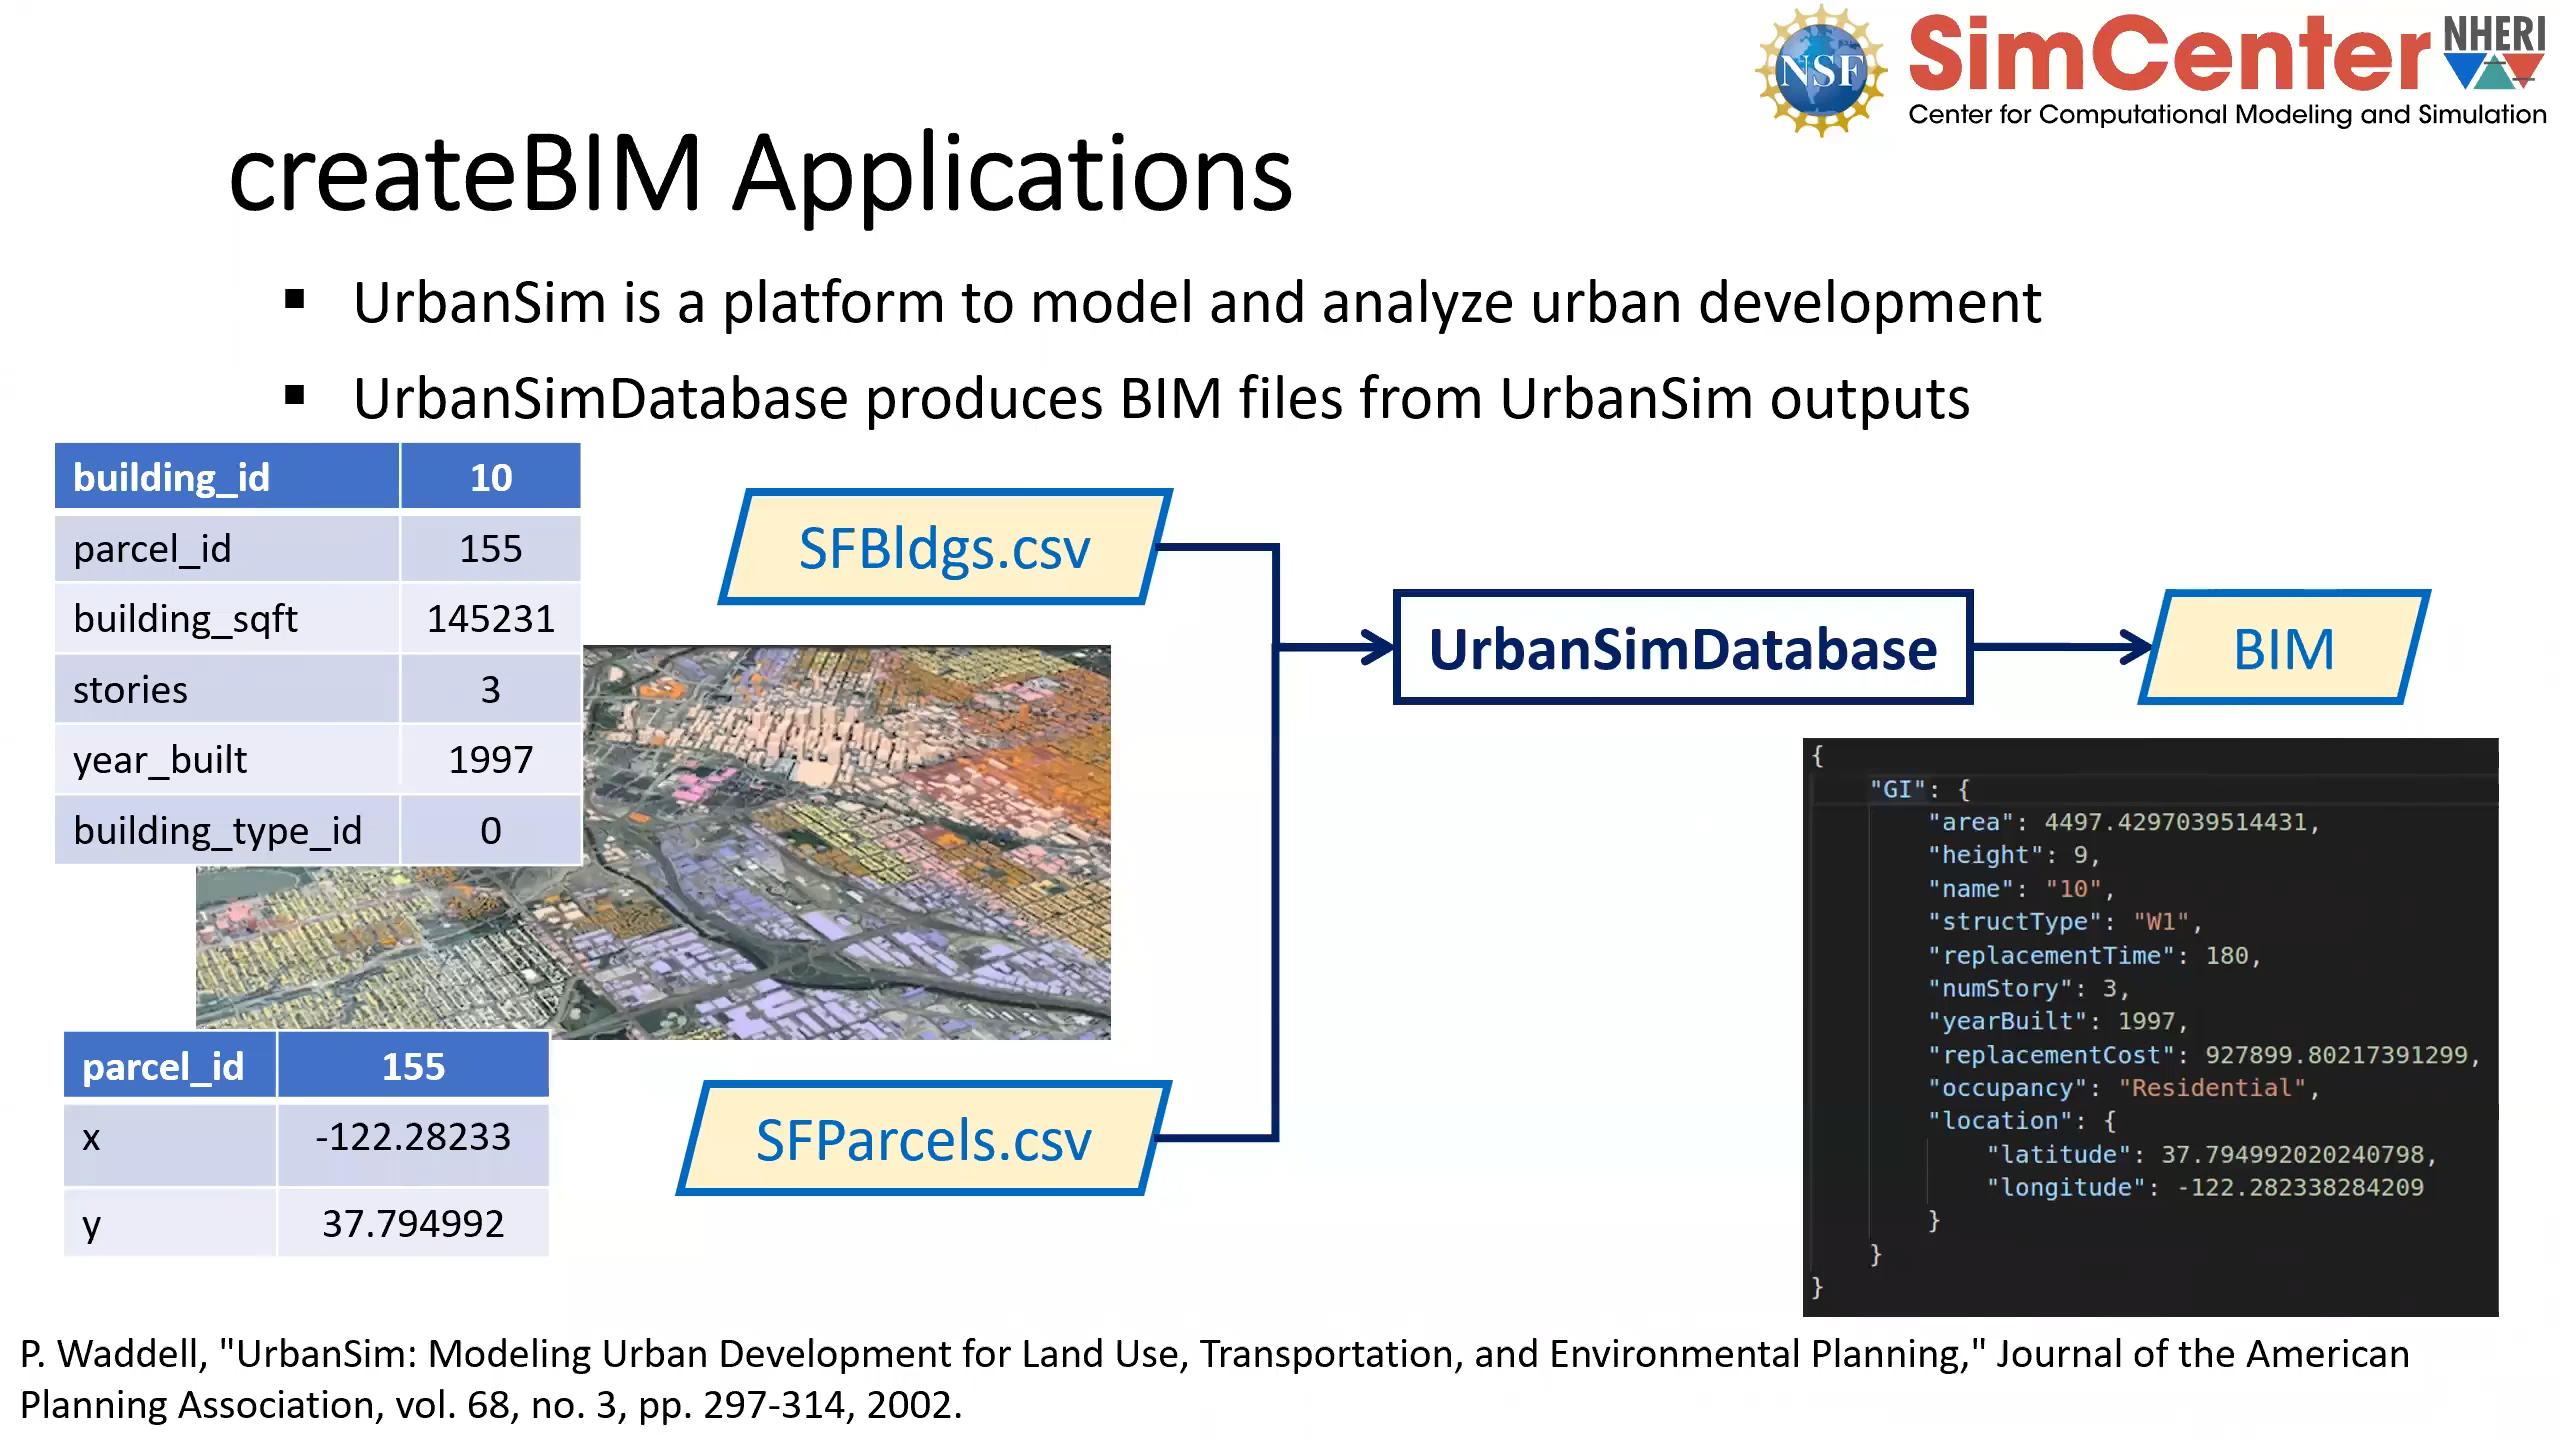 NSF
SimCenter
NHERI
Center for Computational Modeling and Simulation
createBIM Applications
▪ UrbanSim is a platform to model and analyze urban development
▪ UrbanSimDatabase produces BIM files from UrbanSim outputs
building_id 10
parcel_id 155
building_sqft 145231
stories 3
year_built 1997
building_type_id 0
parcel_id 155
x -122.28233
y 37.794992
SFBldgs.csv
SFParcels.csv
UrbanSimDatabase
BIM
{
"GI": {
"area": 4497.4297039514431,
"height": 9,
"name": "10",
"structType": "W1",
"replacementTime": 180,
"numStory": 3,
"yearBuilt": 1997,
"replacementCost": 927899.80217391299,
"occupancy": "Residential",
"location": {
"latitude": 37.794992020240798,
"longitude": -122.282338284209
}
}
}
P. Waddell, "UrbanSim: Modeling Urban Development for Land Use, Transportation, and Environmental Planning," Journal of the American
Planning Association, vol. 68, no. 3, pp. 297-314, 2002.